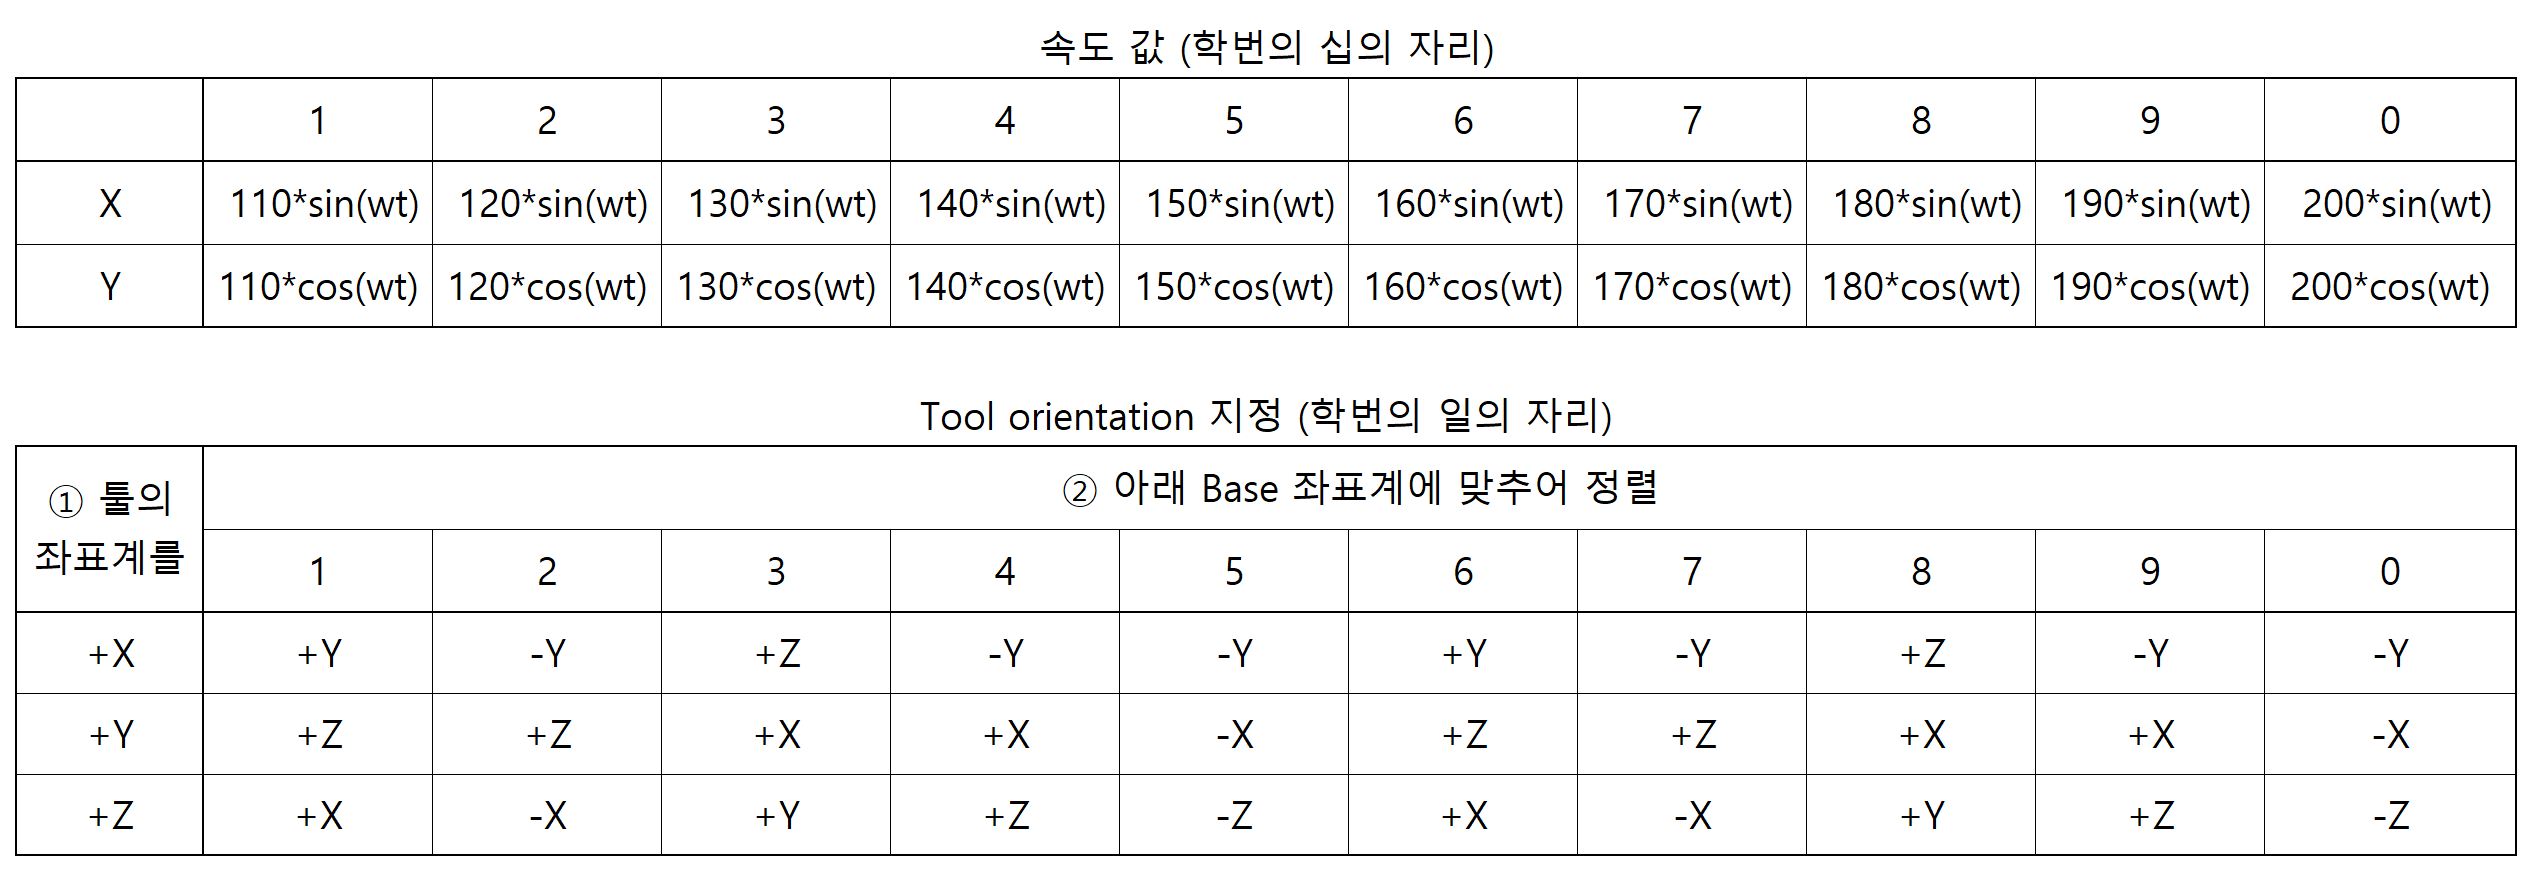 속도 값 (학번의 십의 자리)
1 2 3 4 5 6 7 8 9 0
X 110*sin(wt) 120*sin(wt) 130*sin(wt) 140*sin(wt) 150*sin(wt) 160*sin(wt) 170*sin(wt) 180*sin(wt) 190*sin(wt) 200*sin(wt)
Y 110*cos(wt) 120*cos(wt) 130*cos(wt) 140*cos(wt) 150*cos(wt) 160*cos(wt) 170*cos(wt) 180*cos(wt) 190*cos(wt) 200*cos(wt)
Tool orientation 지정 (학번의 일의 자리)
① 툴의
좌표계를
② 아래 Base 좌표계에 맞추어 정렬
1 2 3 4 5 6 7 8 9 0
+X +Y -Y +Z -Y -Y +Y -Y +Z -Y -Y
+Y +Z +Z +X +X -X +Z +Z +X +X -X
+Z +X -X +Y +Z -Z +X -X +Y +Z -Z